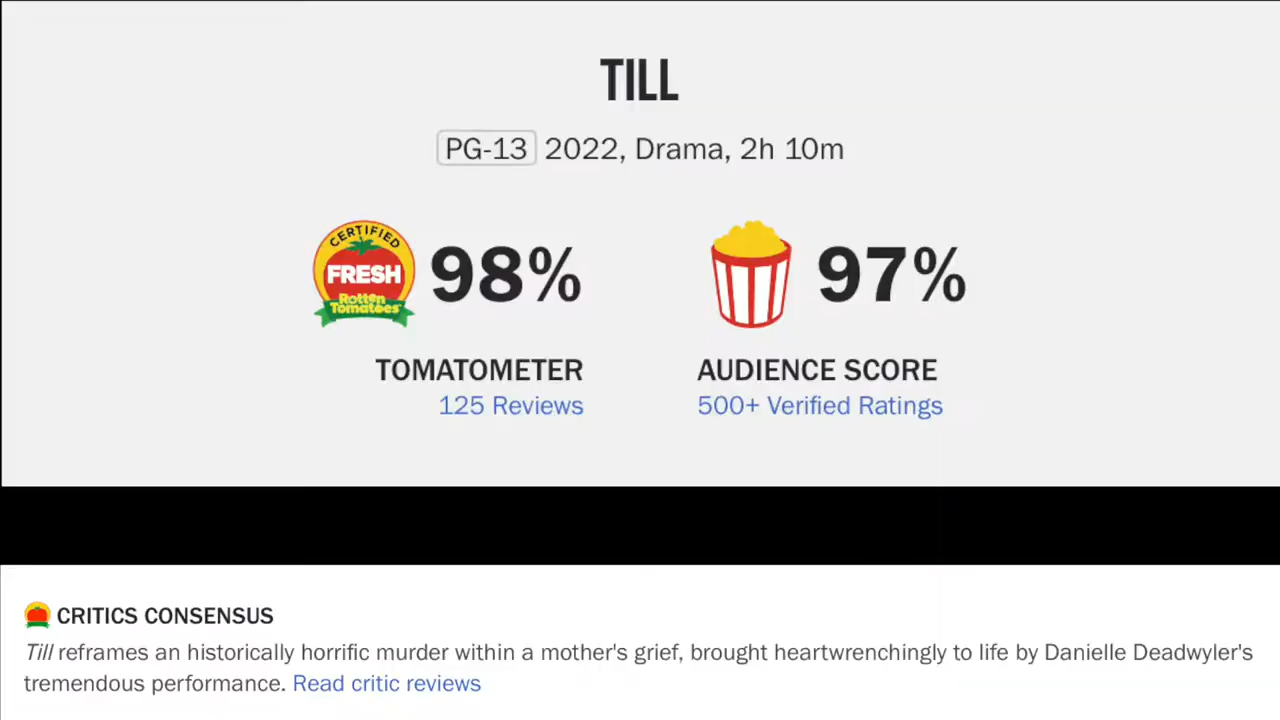 TILL
PG-13 2022, Drama, 2h 10m
CERTIFIED
FRESH
Rotten
Tomatoes
98%
97%
TOMATOMETER
AUDIENCE SCORE
125 Reviews
500+ Verified Ratings
CRITICS CONSENSUS
Till reframes an historically horrific murder within a mother's grief, brought heartwrenchingly to life by Danielle Deadwyler's
tremendous performance. Read critic reviews